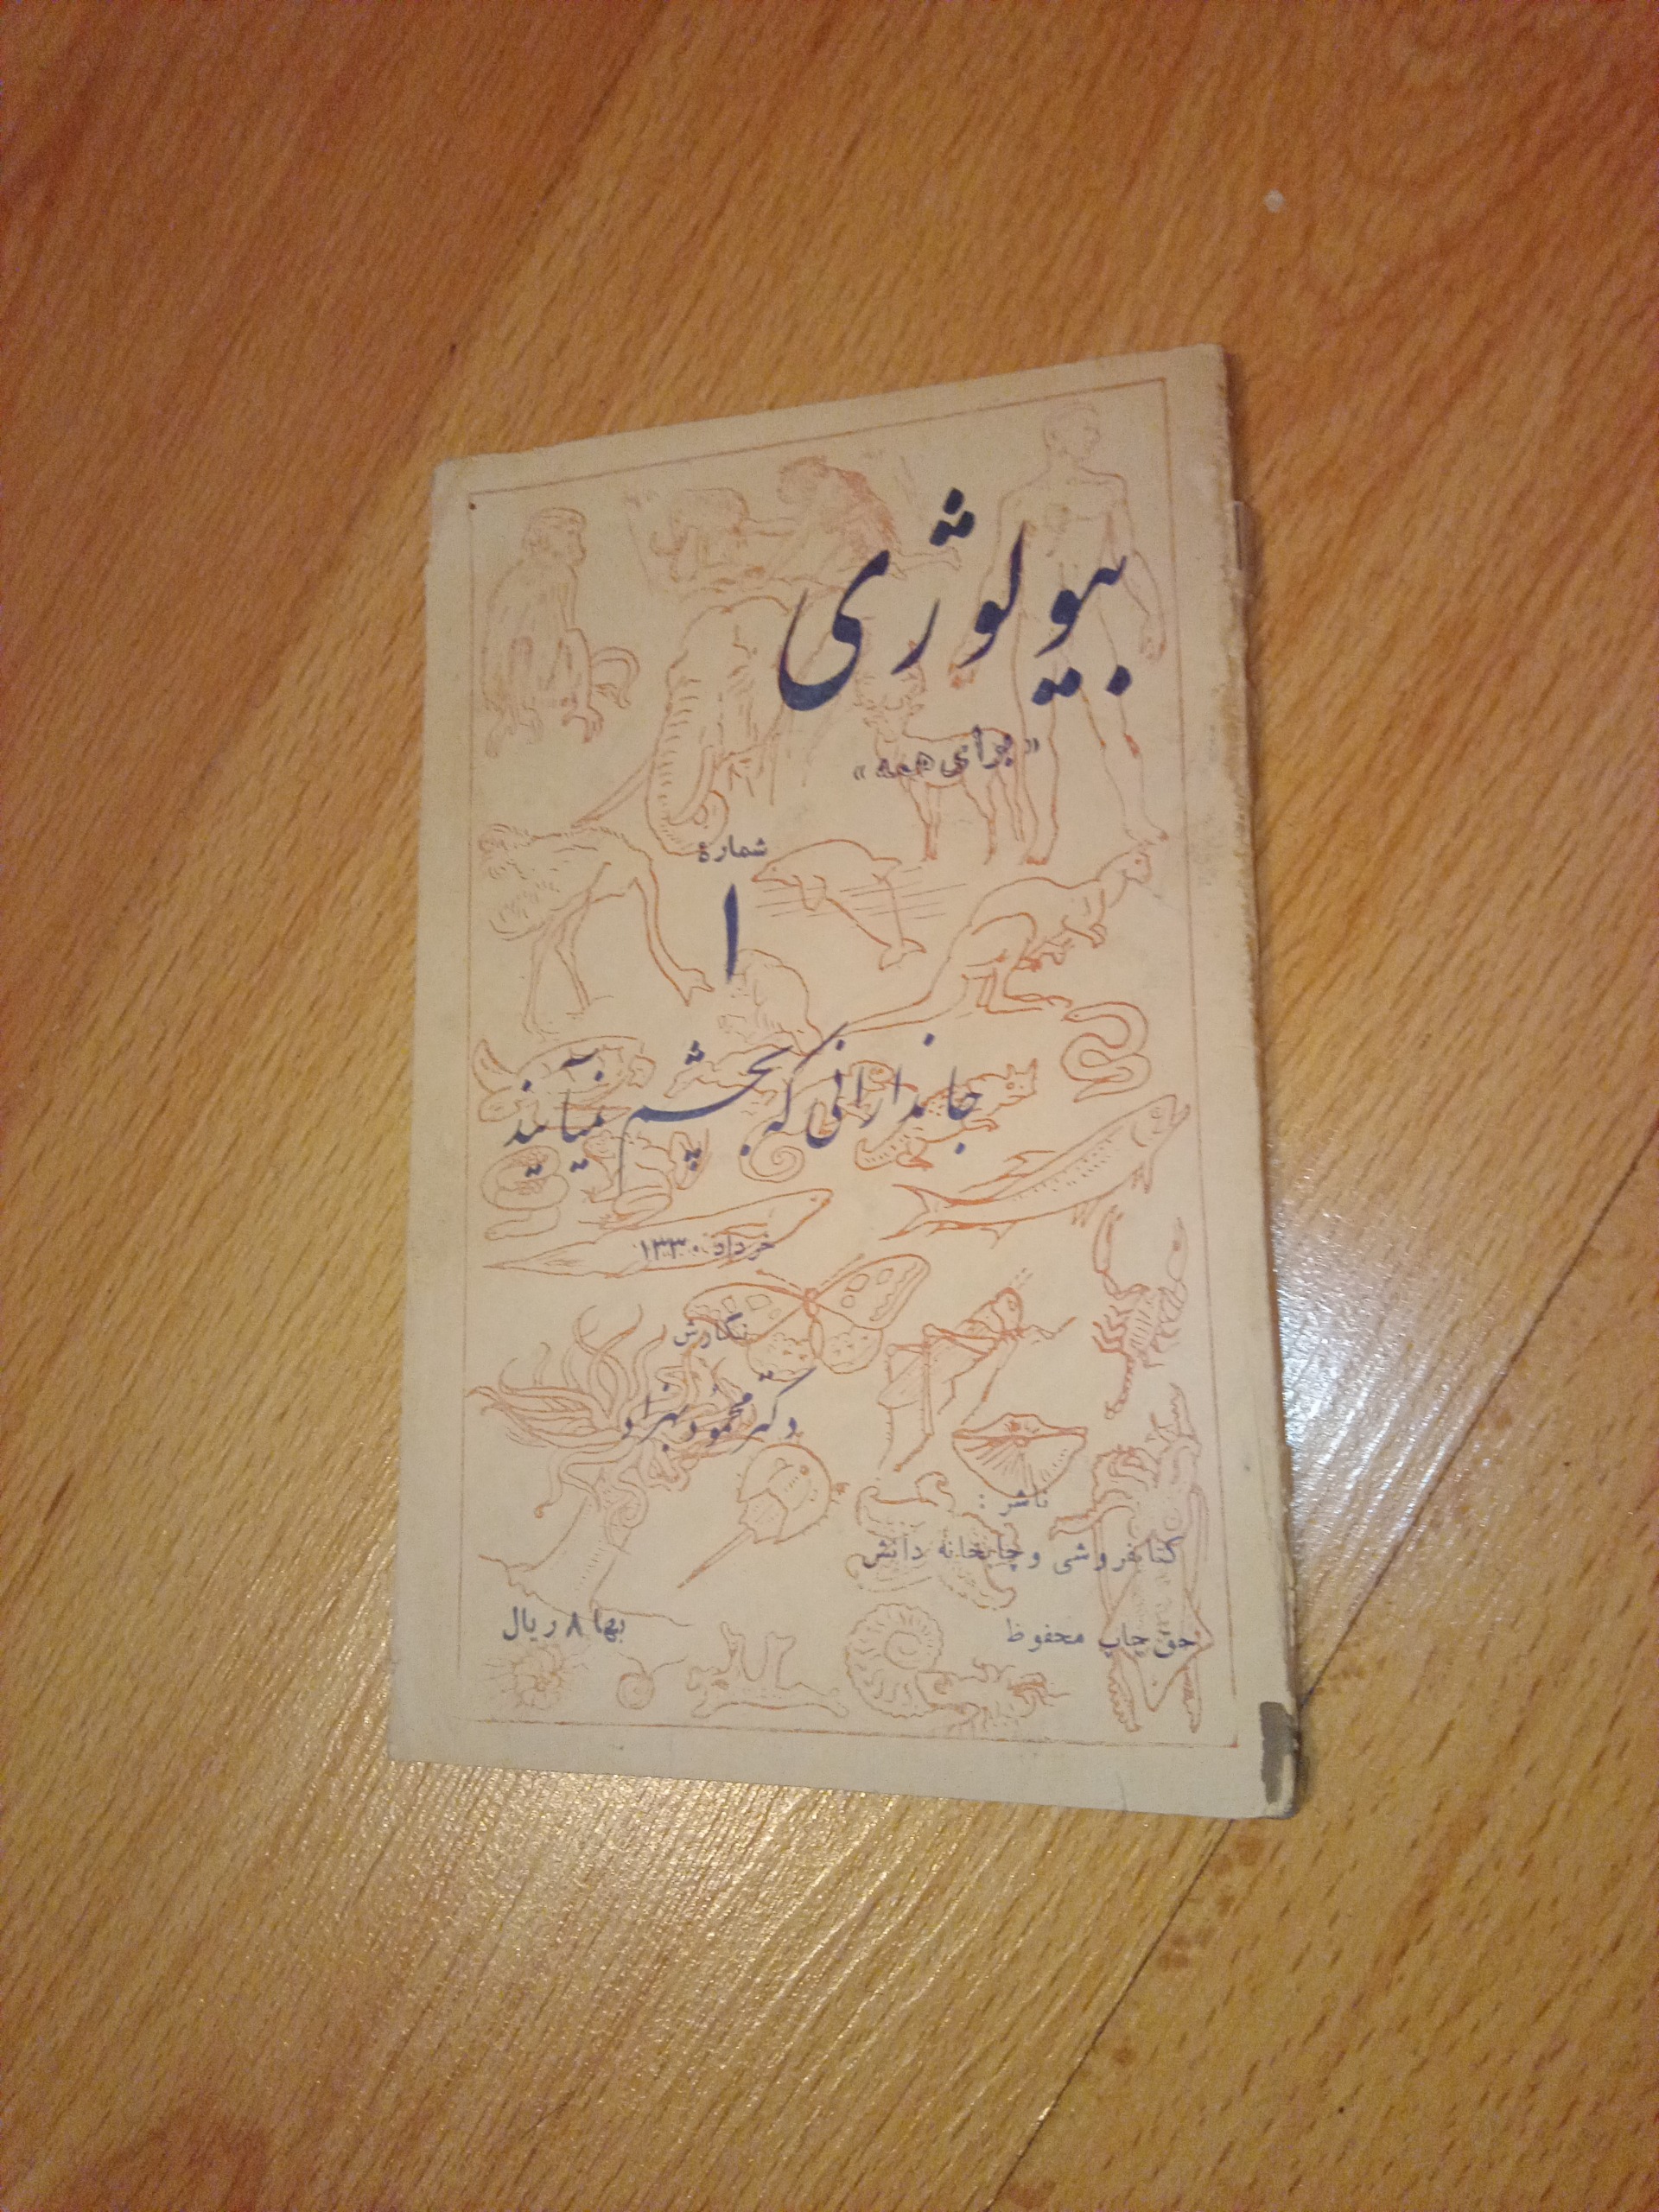 بیولوژی
«برای همه»
شمارهٔ
۱
جاندارانی که بچشم نمیآیند
خرداد ۱۳۳۰
نگارش
دکتر محمود بهزاد
ناشر :
کتابفروشی و چاپخانهٔ دانش
بها ۸ ریال
حق چاپ محفوظ